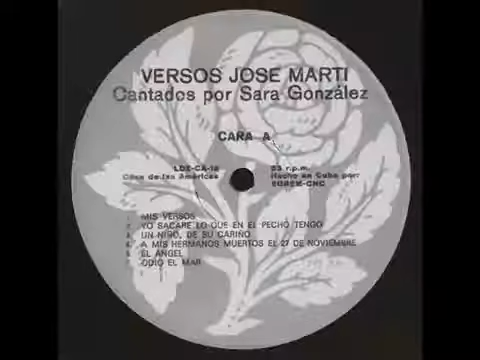 VERSOS JOSE MARTI
Cantados por Sara González
CARA A
LDE-CA-18
Casa de las Américas
33 r.p.m.
Hecho en Cuba por:
EGREM-CNC
MIS VERSOS
YO SACARE LO QUE EN EL PECHO TENGO
UN NIÑO, DE SU CARIÑO
4. A MIS HERMANOS MUERTOS EL 27 DE NOVIEMBRE
EL ANGEL
ODIO EL MAR